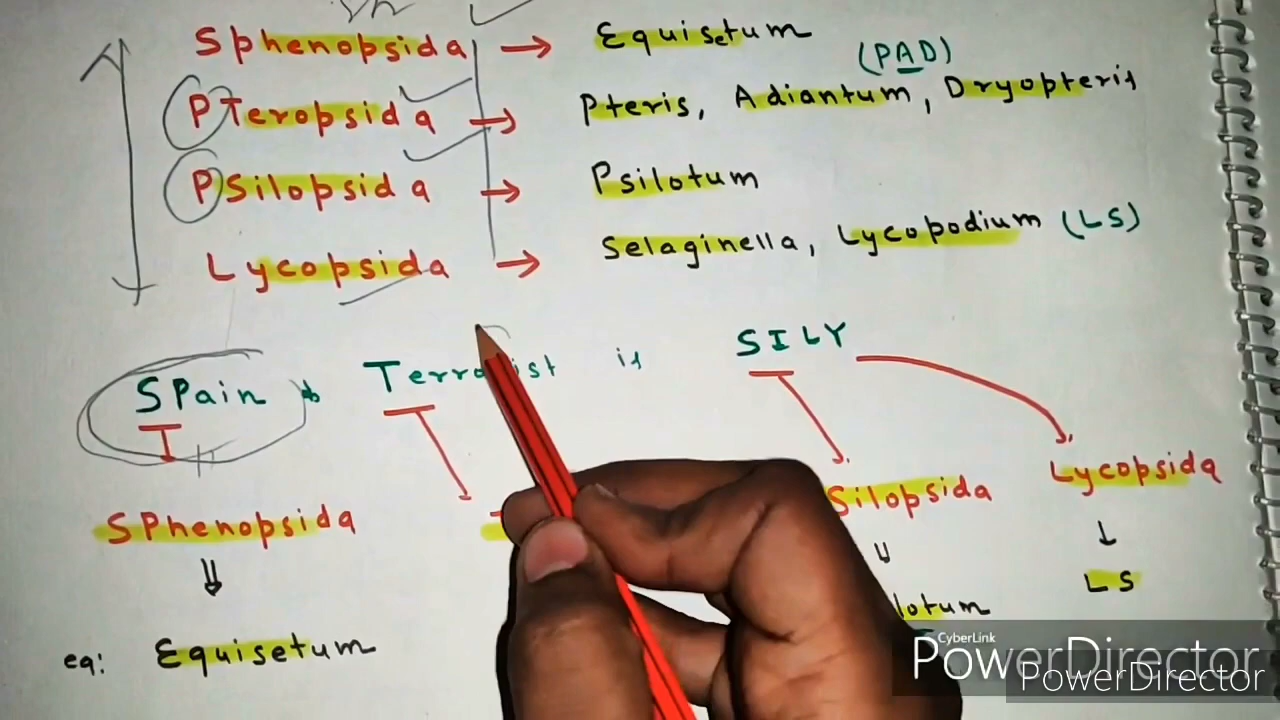 Sphenopsida → Equisetum
(PAD)
PTeropsida → Pteris, Adiantum, Dryopteris
PSilopsida → Psilotum
Lycopsida → Selaginella, Lycopodium (LS)
SPain Terrorist is SILY
SPhenopsida Silopsida Lycopsida
LS
eg: Equisetum
CyberLink
PowerDirector
PowerDirector